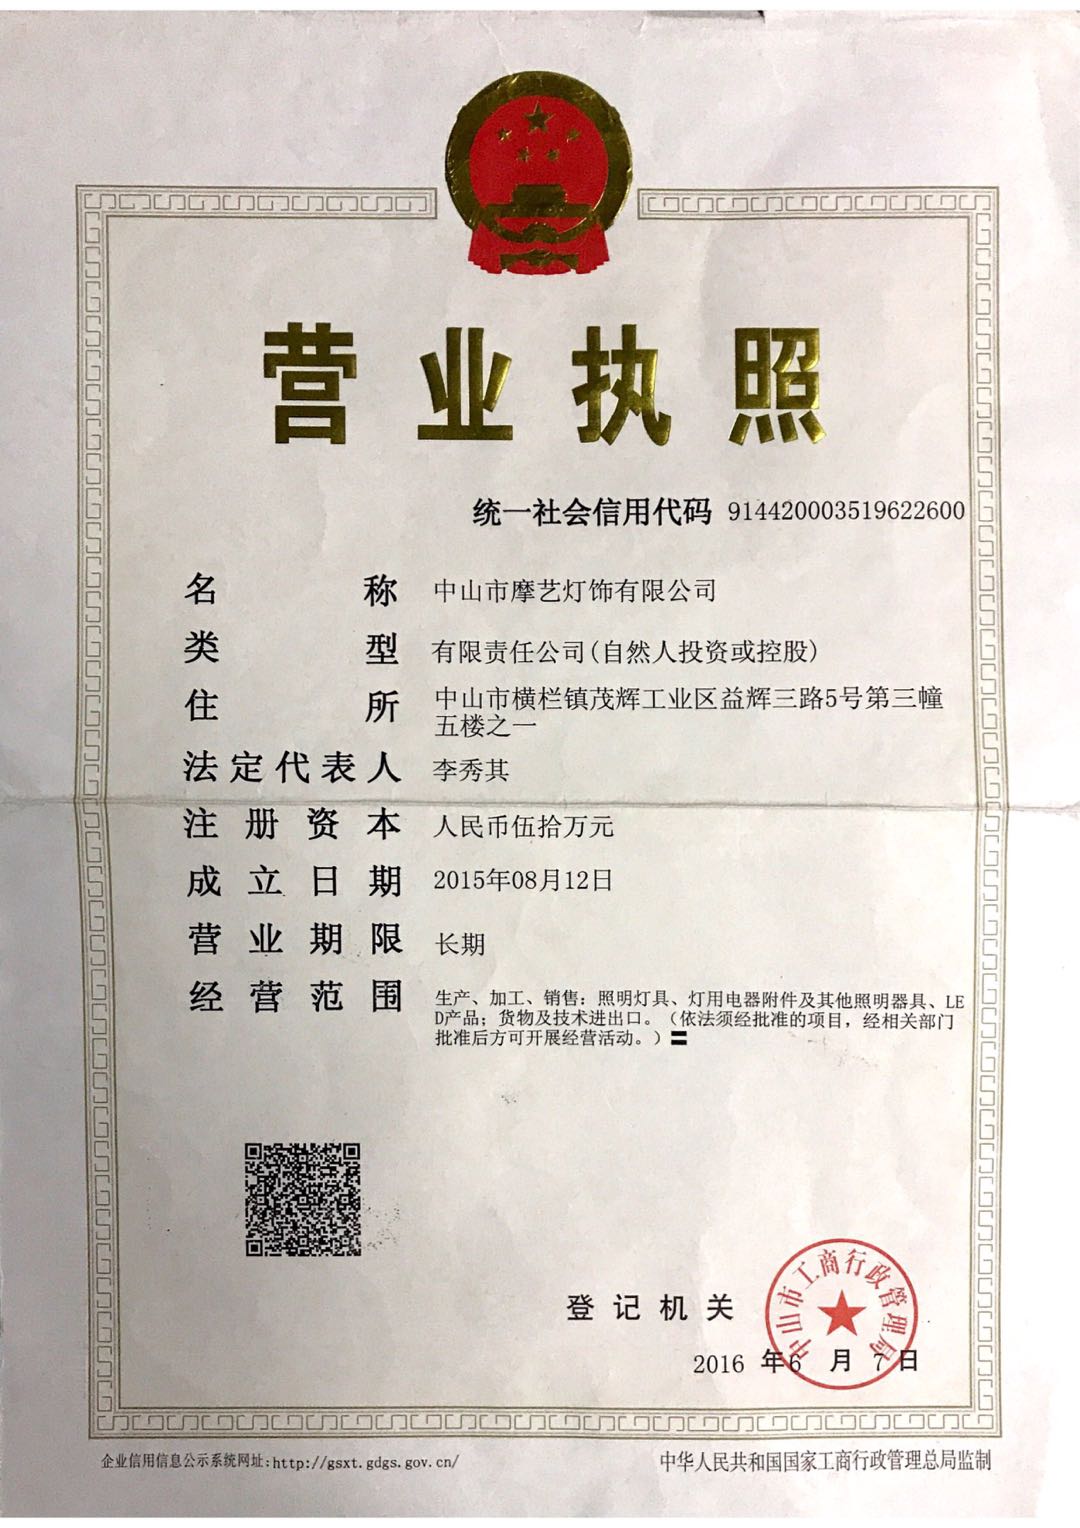 营业执照
统一社会信用代码 914420003519622600
名称 中山市摩艺灯饰有限公司
类型 有限责任公司(自然人投资或控股)
住所 中山市横栏镇茂辉工业区益辉三路5号第三幢
五楼之一
法定代表人 李秀其
注册资本 人民币伍拾万元
成立日期 2015年08月12日
营业期限 长期
经营范围 生产、加工、销售：照明灯具、灯用电器附件及其他照明器具、LE
D产品；货物及技术进出口。（依法须经批准的项目，经相关部门
批准后方可开展经营活动。）〓
登记机关
中山市工商行政管理局
2016 年6 月 7 日
企业信用信息公示系统网址:http://gsxt.gdgs.gov.cn/
中华人民共和国国家工商行政管理总局监制